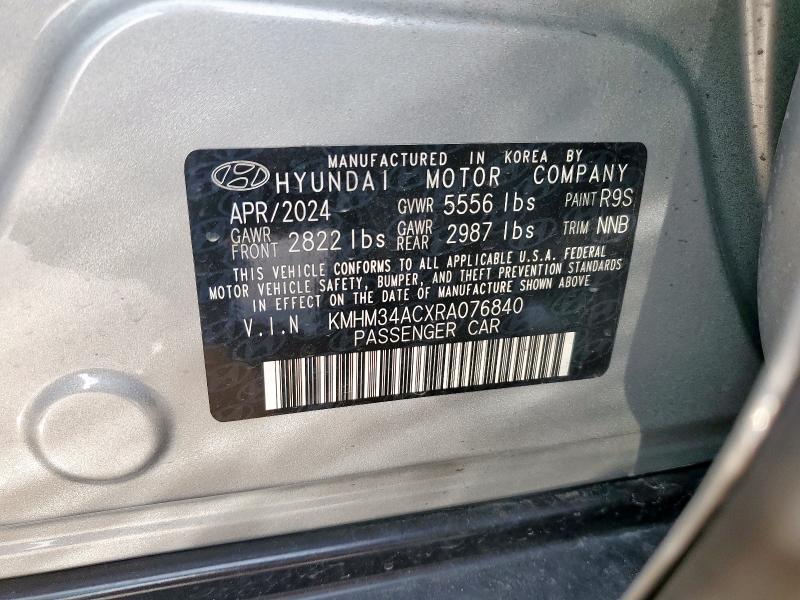 MANUFACTURED IN KOREA BY
HYUNDAI MOTOR COMPANY
APR/2024 GVWR 5556 lbs PAINT R9S
GAWR FRONT 2822 lbs GAWR REAR 2987 lbs TRIM NNB
THIS VEHICLE CONFORMS TO ALL APPLICABLE U.S.A. FEDERAL
MOTOR VEHICLE SAFETY, BUMPER, AND THEFT PREVENTION STANDARDS
IN EFFECT ON THE DATE OF MANUFACTURE SHOWN ABOVE
V.I.N KMHM34ACXRA076840
PASSENGER CAR